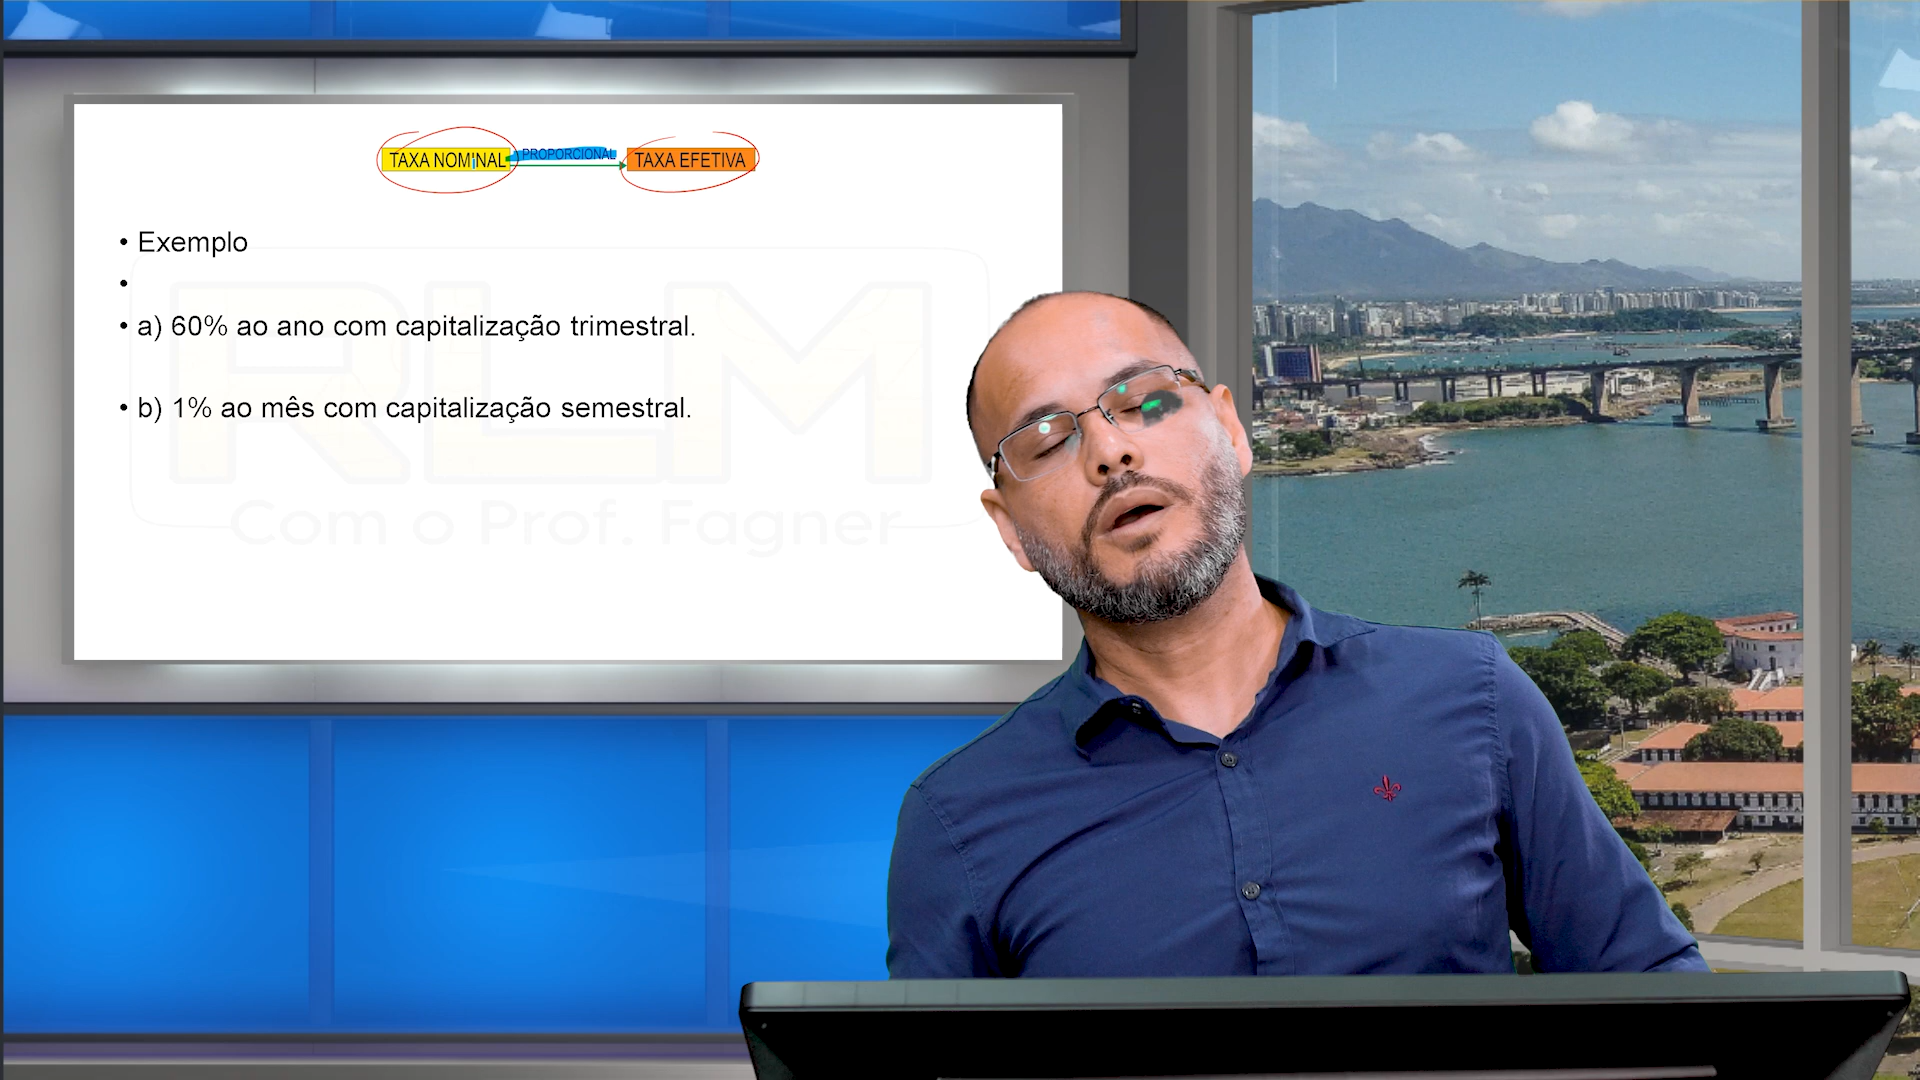 TAXA NOMINAL PROPORCIONAL TAXA EFETIVA
• Exemplo
•
• a) 60% ao ano com capitalização trimestral.
• b) 1% ao mês com capitalização semestral.
RLM
Com o Prof. Fagner